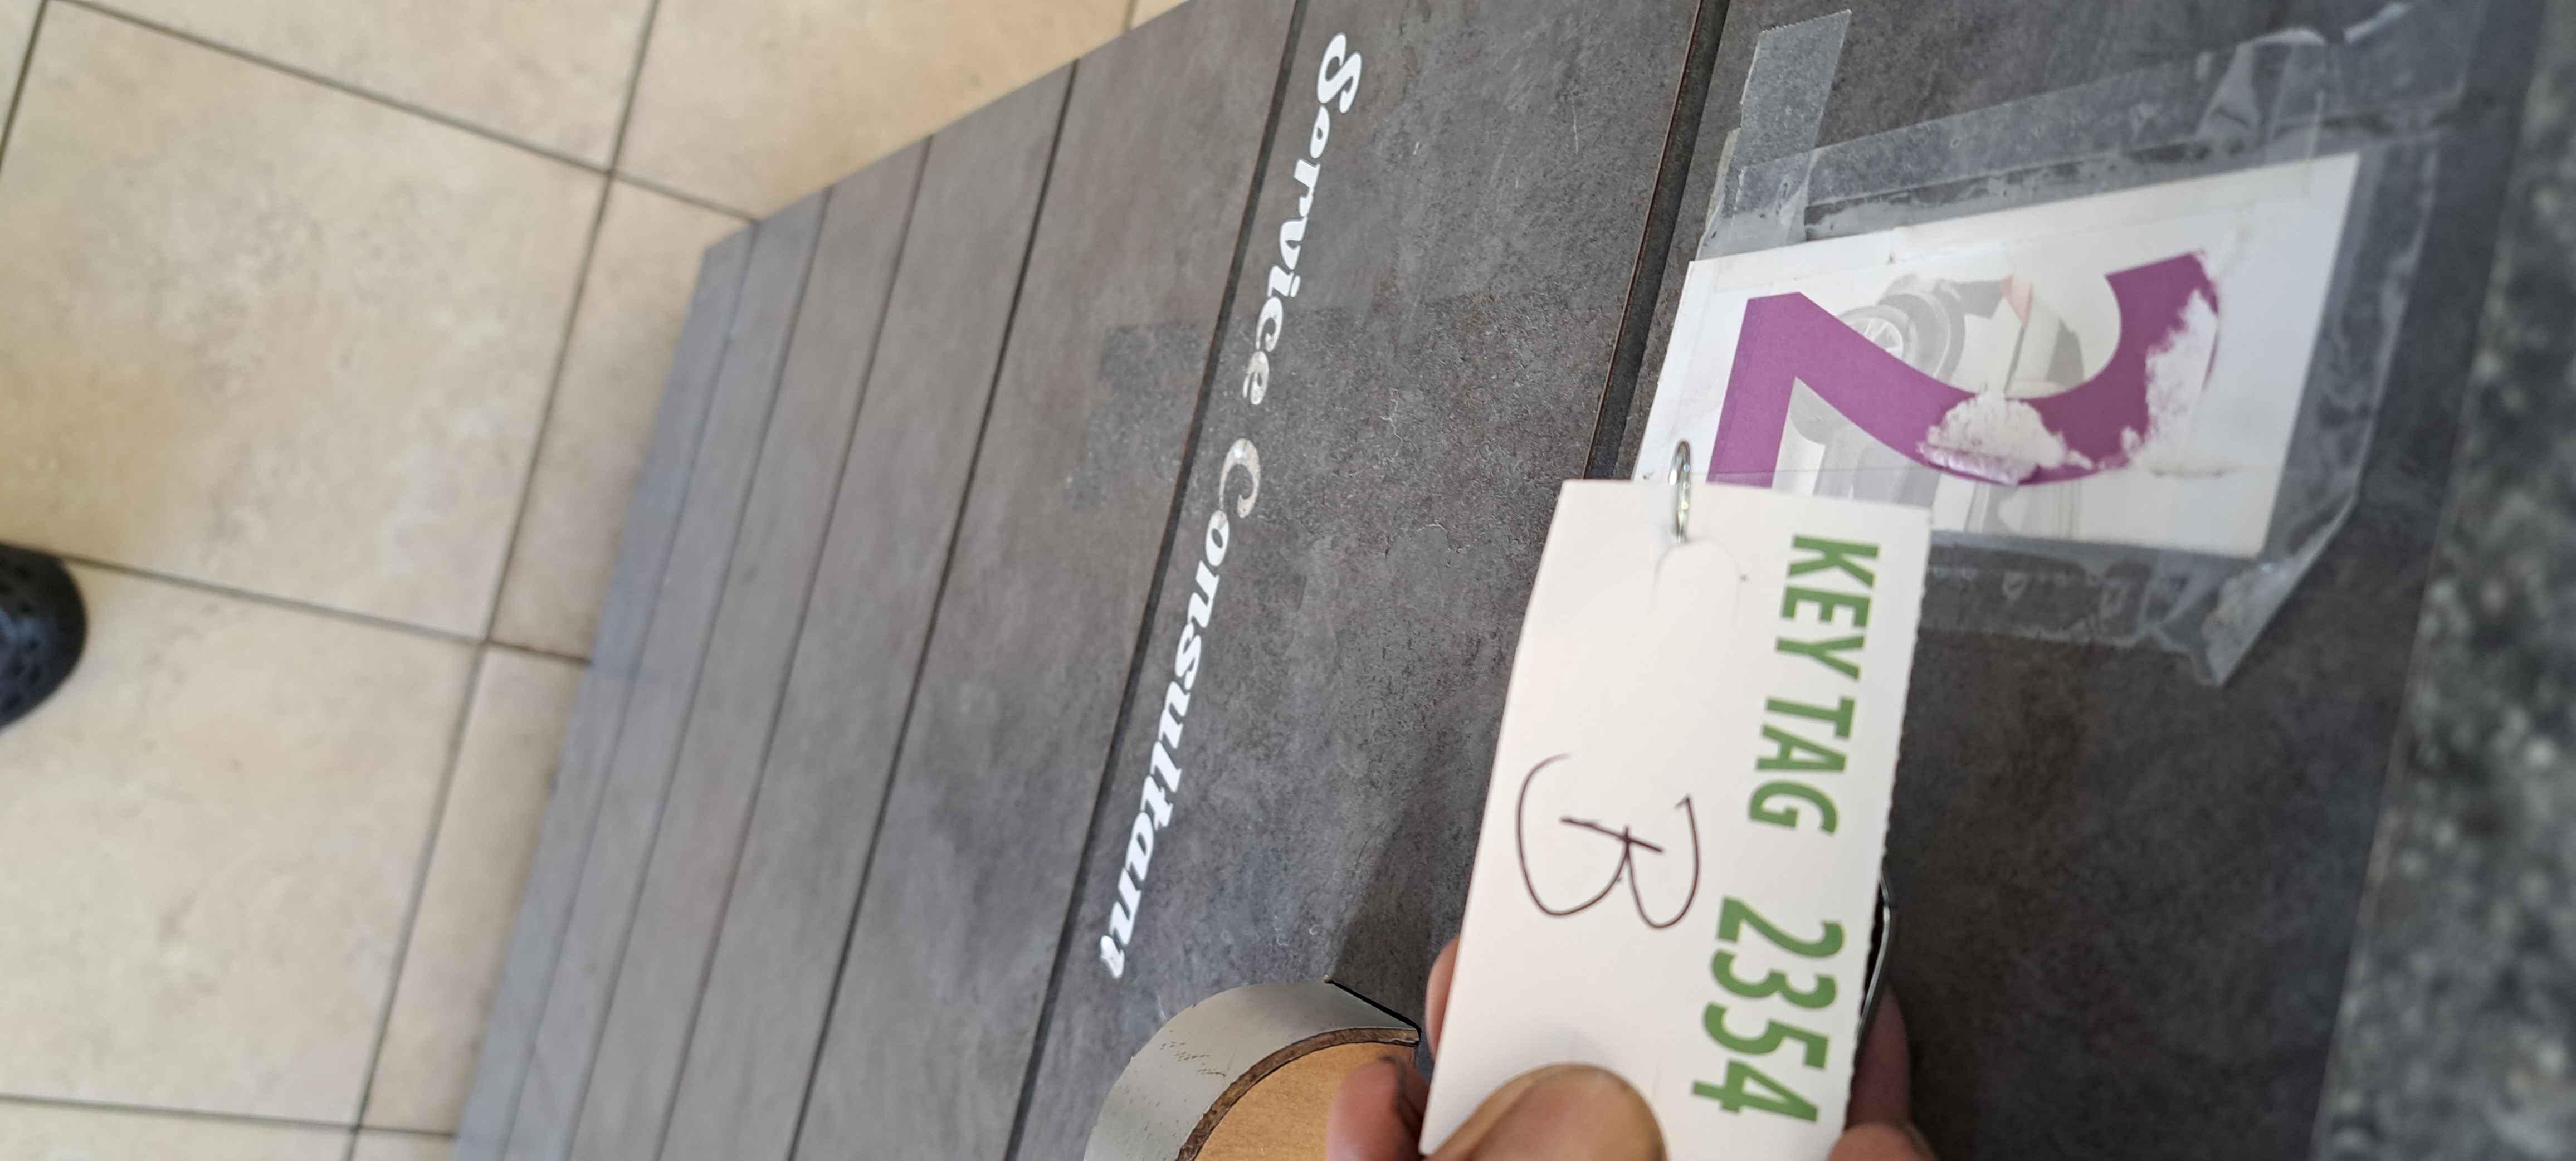 Service Consultant
2
KEY TAG 2354